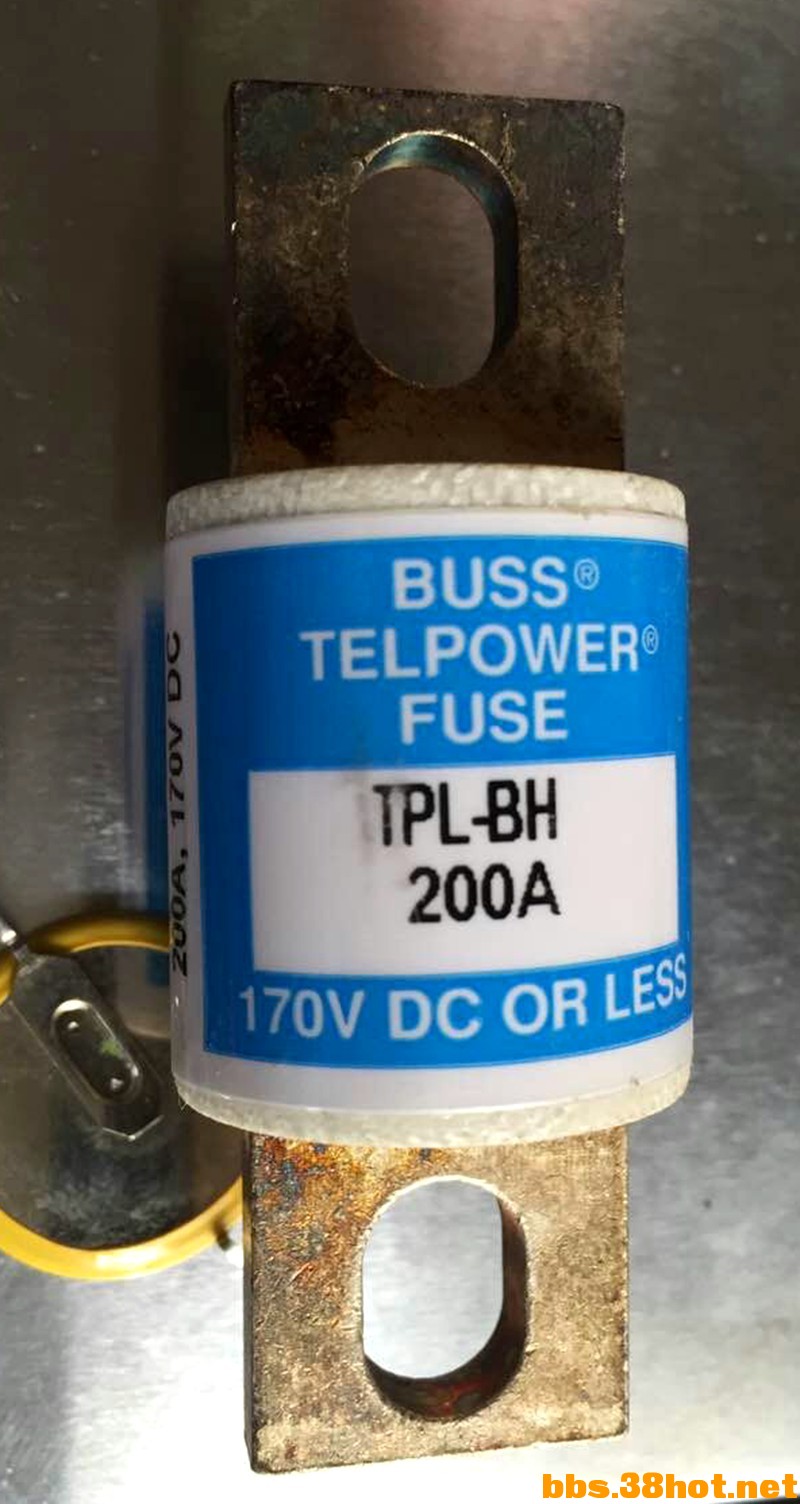 BUSS®
TELPOWER®
FUSE
TPL-BH
200A
170V DC OR LESS
200A, 170V DC
bbs.38hot.net